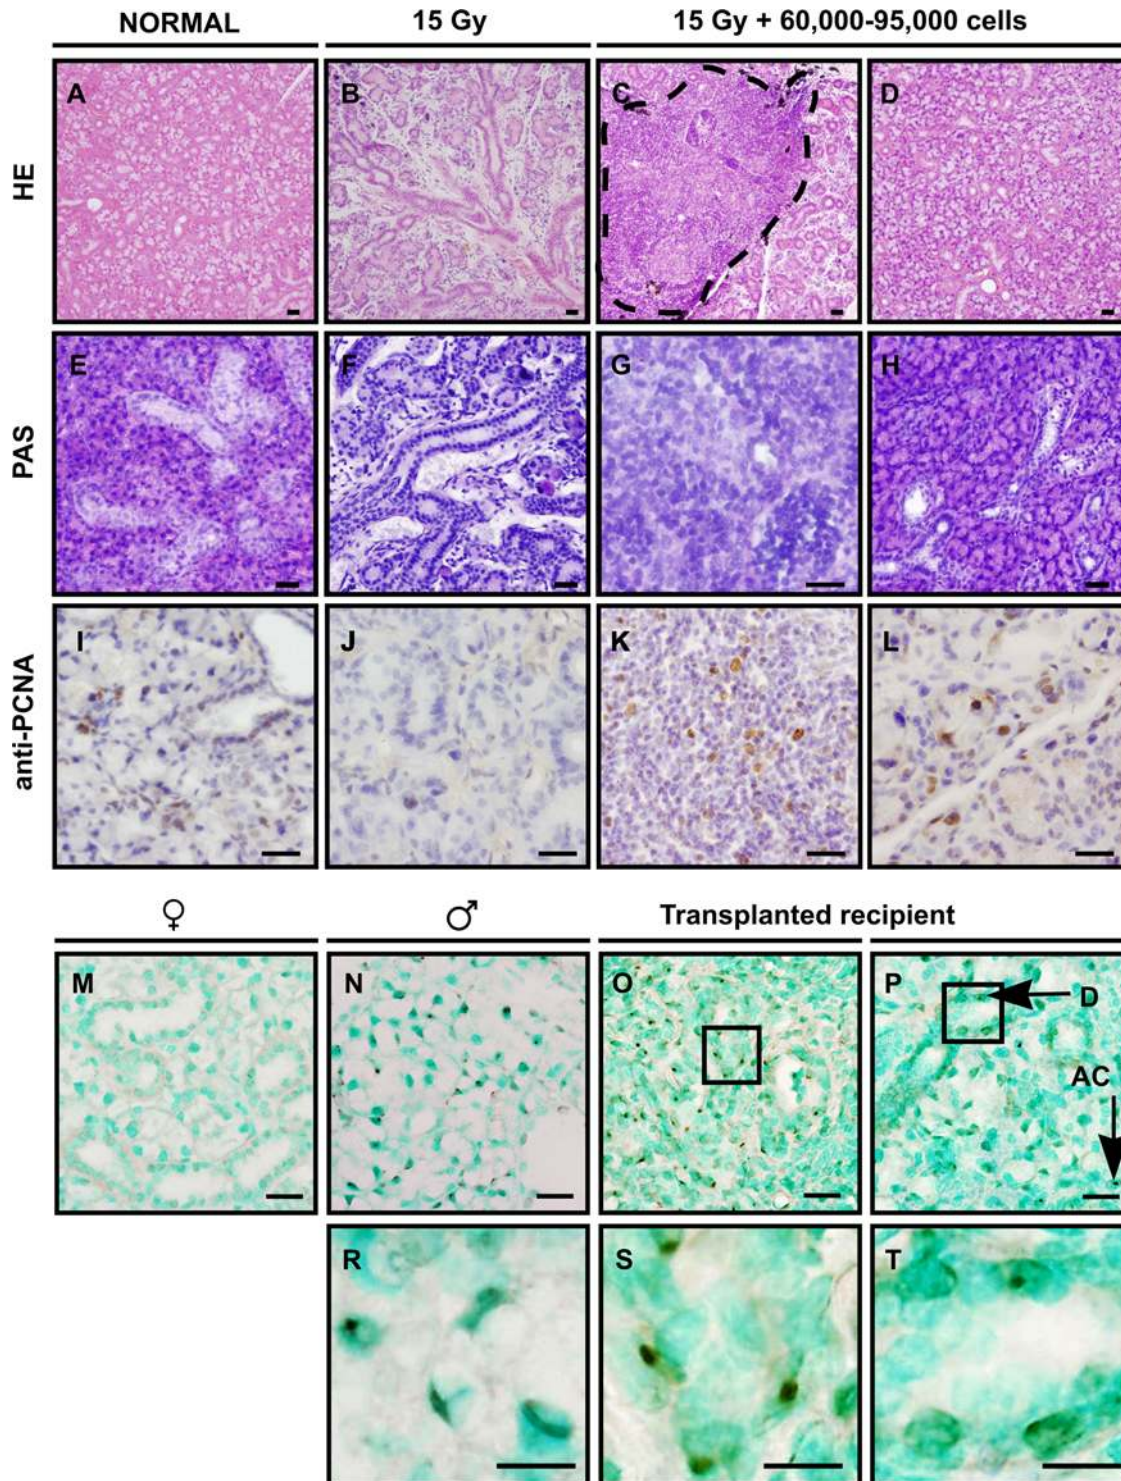 NORMAL 15 Gy 15 Gy + 60,000-95,000 cells
HE
A B C D
PAS
E F G H
anti-PCNA
I J K L
♀ ♂ Transplanted recipient
M N O P
D
AC
R S T